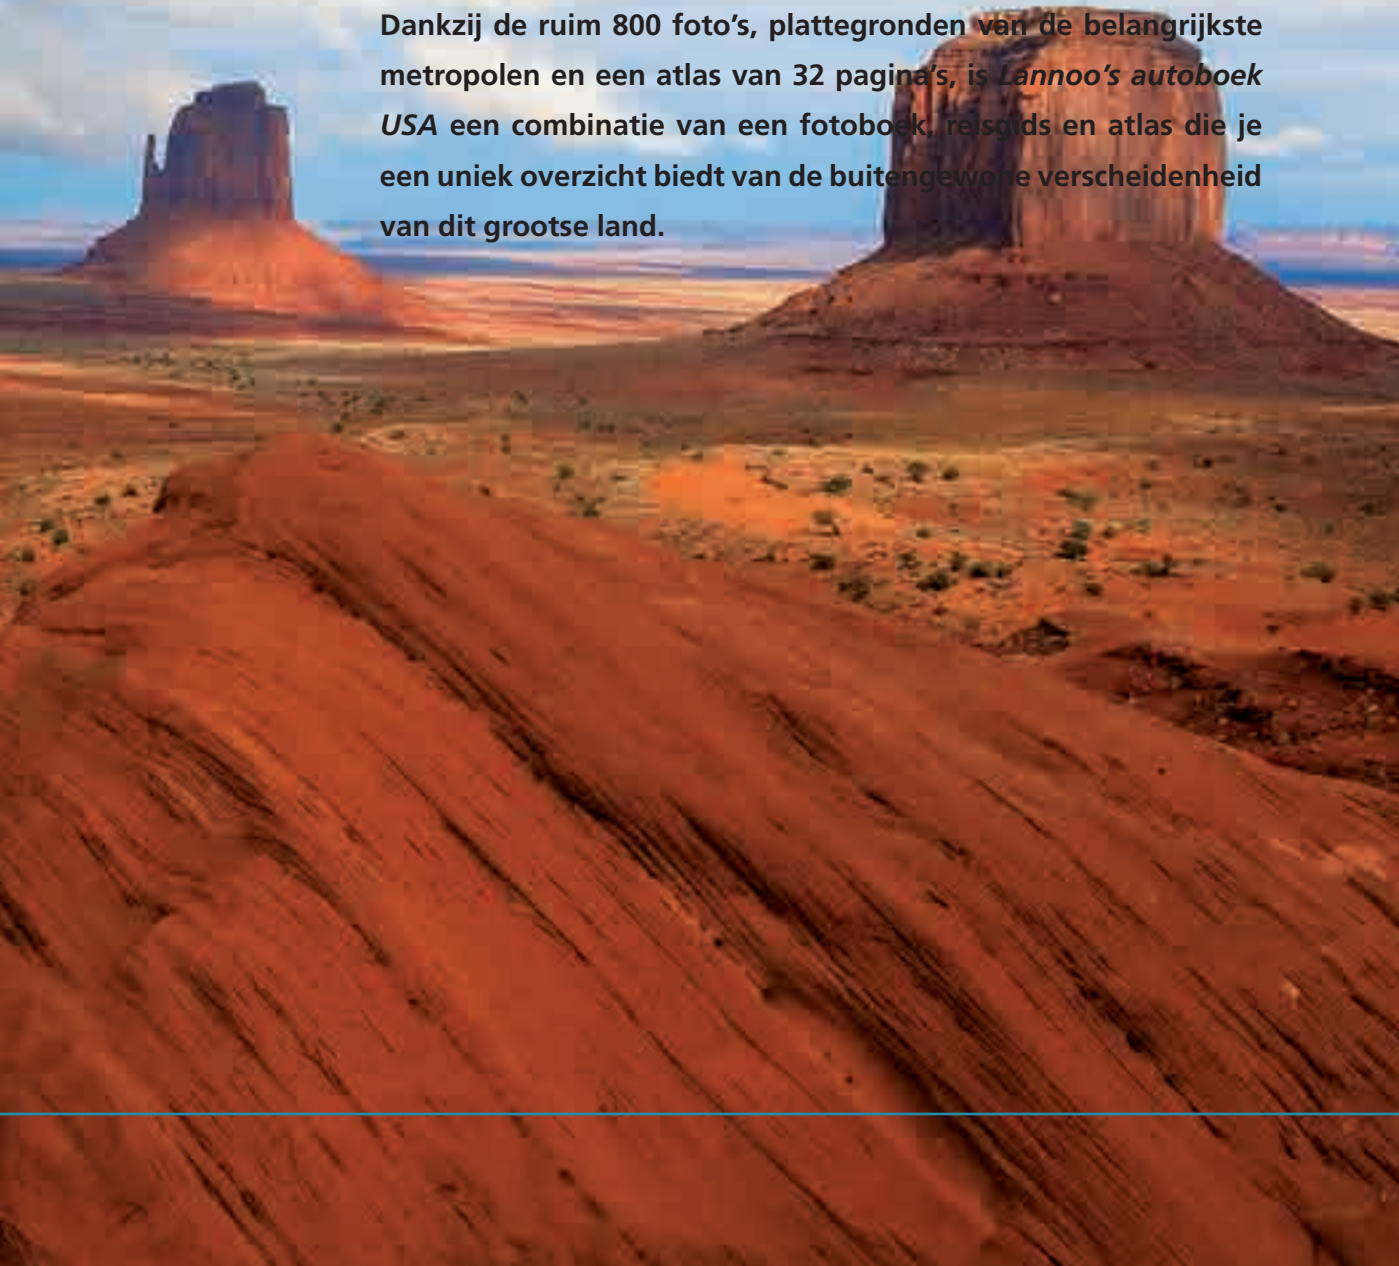 Dankzij de ruim 800 foto’s, plattegronden van de belangrijkste
metropolen en een atlas van 32 pagina’s, is Lannoo’s autoboek
USA een combinatie van een fotoboek, reisgids en atlas die je
een uniek overzicht biedt van de buitengewone verscheidenheid
van dit grootse land.